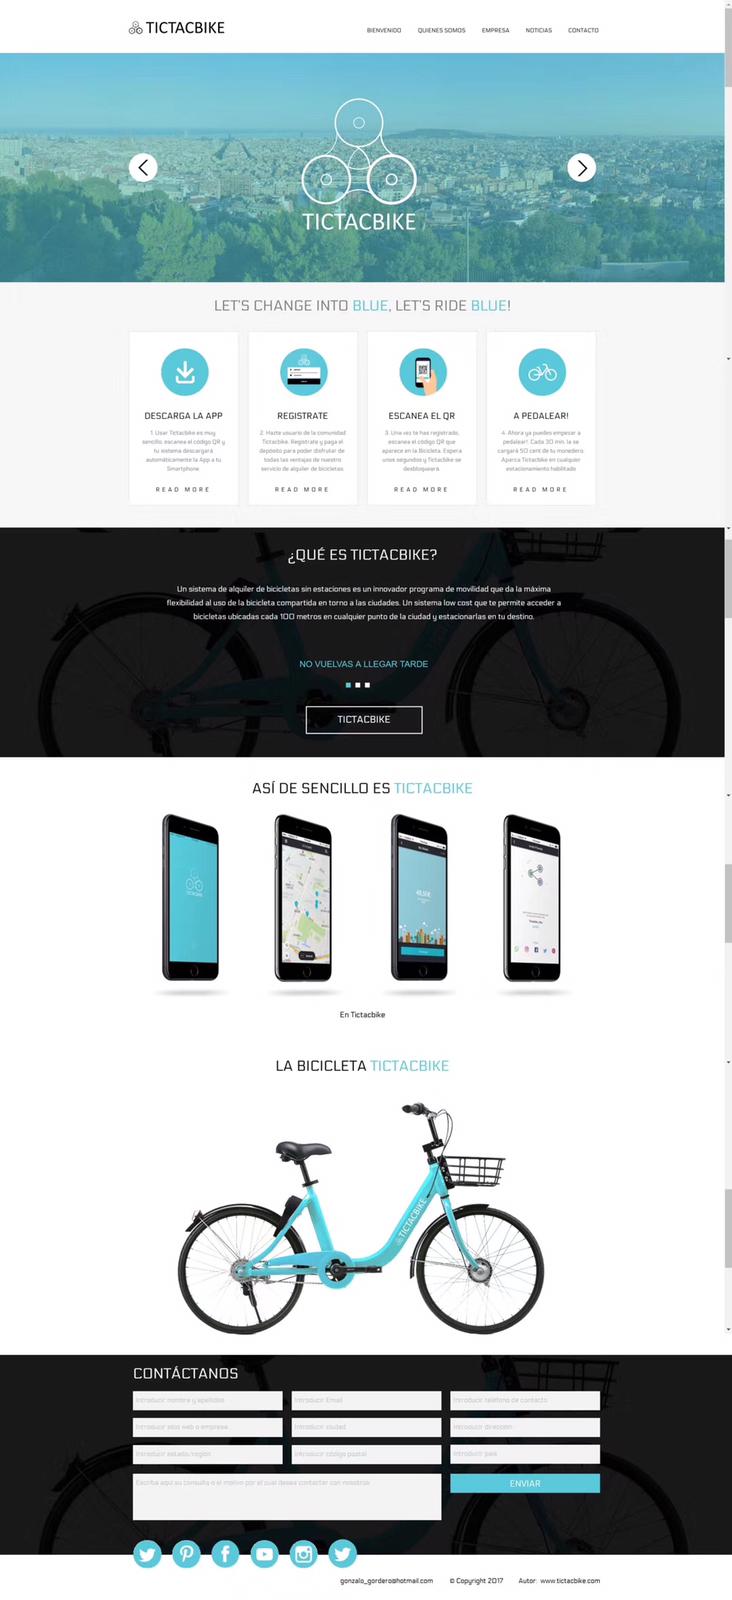 TICTACBIKE
BIENVENIDO QUIENES SOMOS EMPRESA NOTICIAS CONTACTO
TICTACBIKE
LET'S CHANGE INTO BLUE, LET'S RIDE BLUE!
DESCARGA LA APP
1. Usar Tictacbike es muy
sencillo, escanea el código QR y
tu sistema descargará
automáticamente la App a tu
Smartphone
READ MORE
REGISTRATE
2. Hazte usuario de la comunidad
Tictacbike. Registrate y paga el
depósito para poder disfrutar de
todas las ventajas de nuestro
servicio de alquiler de bicicletas
READ MORE
ESCANEA EL QR
3. Una vez te has registrado,
escanea el código QR que
aparece en la Bicicleta. Espera
unos segundos y Tictacbike se
desbloqueará.
READ MORE
A PEDALEAR!
4. Ahora ya puedes empezar a
pedalear!. Cada 30 min. la se
cargará 50 cent de tu monedero.
Aparca Tictacbike en cualquier
estacionamiento habilitado
READ MORE
¿QUÉ ES TICTACBIKE?
Un sistema de alquiler de bicicletas sin estaciones es un innovador programa de movilidad que da la máxima
flexibilidad al uso de la bicicleta compartida en torno a las ciudades. Un sistema low cost que te permite acceder a
bicicletas ubicadas cada 100 metros en cualquier punto de la ciudad y estacionarlas en tu destino.
NO VUELVAS A LLEGAR TARDE
TICTACBIKE
ASÍ DE SENCILLO ES TICTACBIKE
TICTACBIKE
En Tictacbike
LA BICICLETA TICTACBIKE
TICTACBIKE
CONTÁCTANOS
Introducir nombre y apellidos
Introducir Email
Introducir teléfono de contacto
Introducir sitio web o empresa
Introducir ciudad
Introducir dirección
Introducir estado/región
Introducir código postal
Introducir país
Escriba aquí su consulta o el motivo por el cual desea contactar con nosotros
ENVIAR
gonzalo_gordero@hotmail.com © Copyright 2017 Autor: www.tictacbike.com